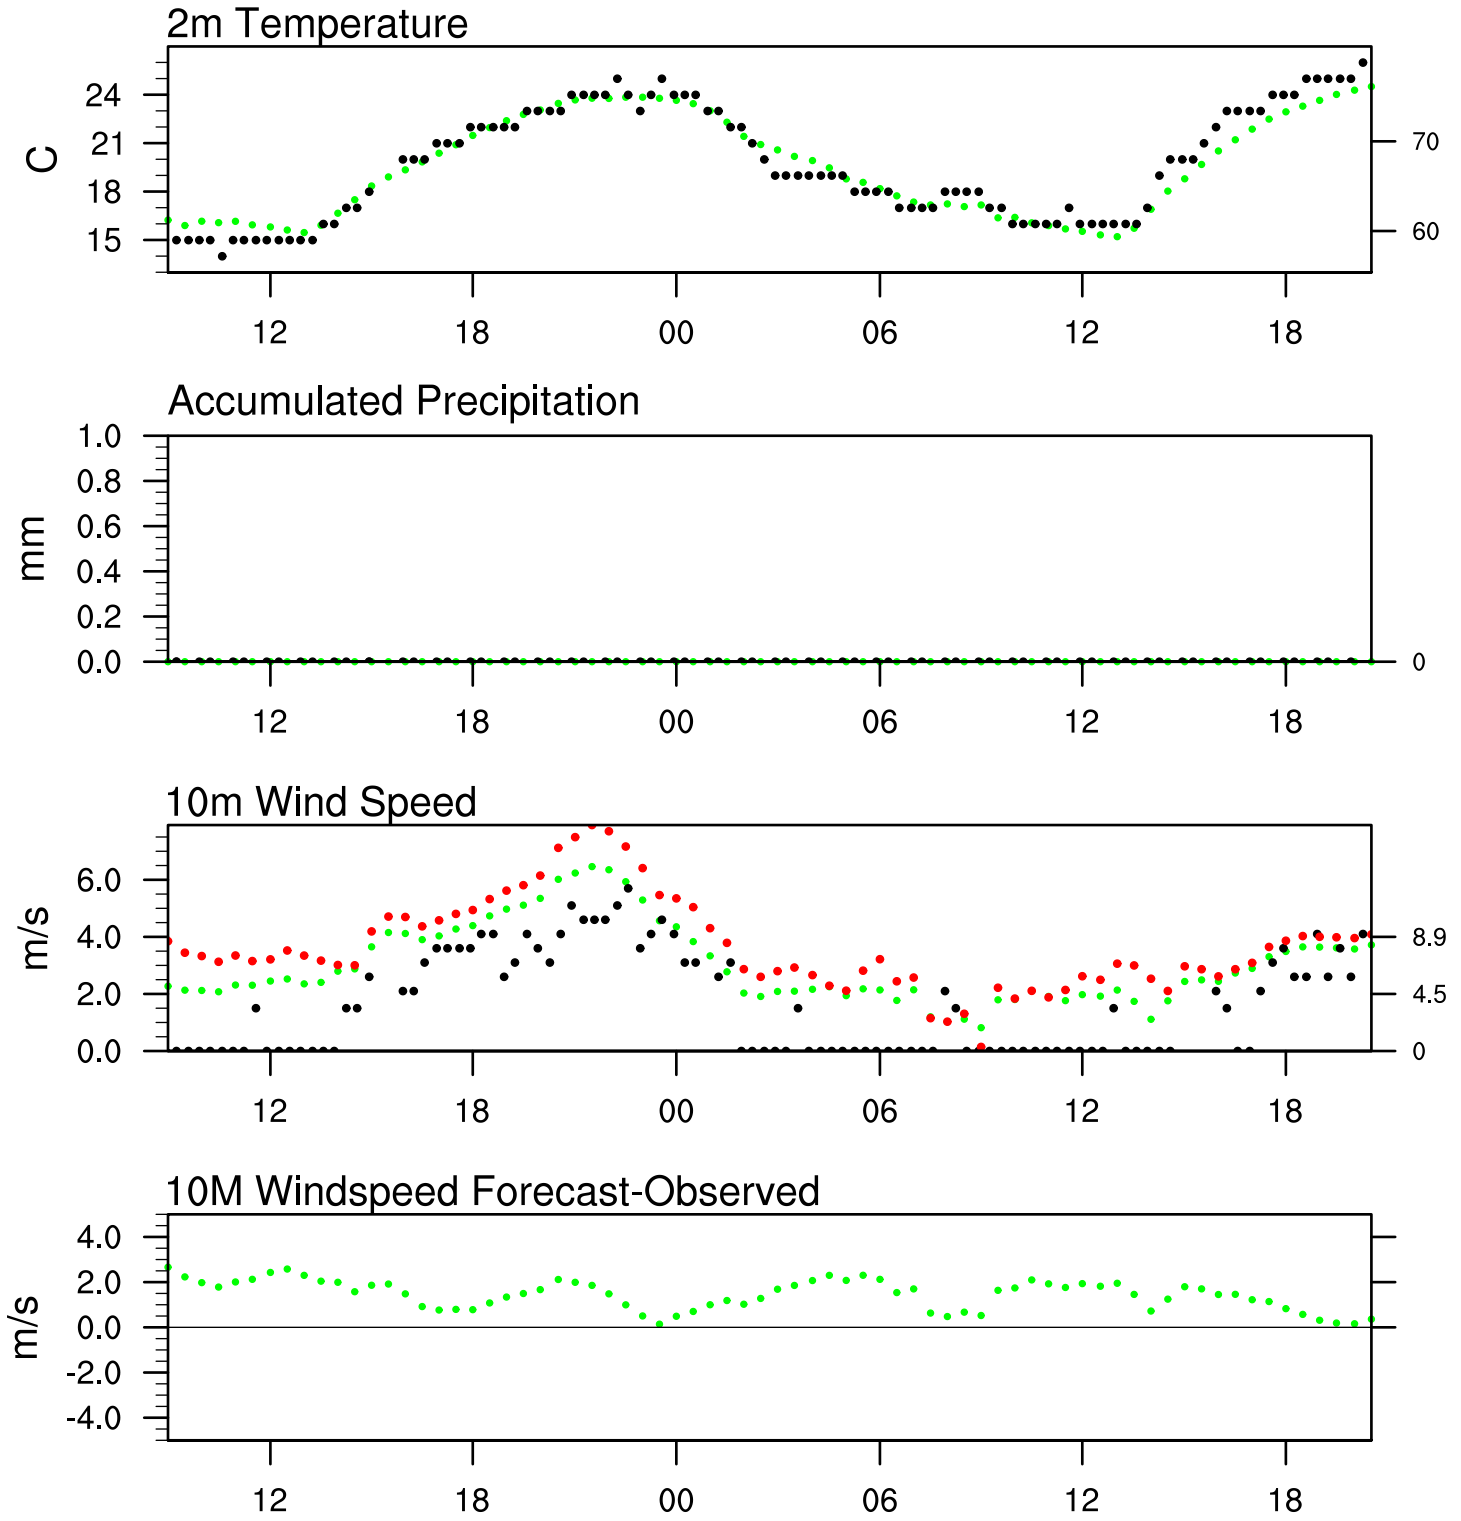 2m Temperature
C
24
21
18
15
70
60
12 18 00 06 12 18
Accumulated Precipitation
mm
1.0
0.8
0.6
0.4
0.2
0.0
0
12 18 00 06 12 18
10m Wind Speed
m/s
6.0
4.0
2.0
0.0
8.9
4.5
0
12 18 00 06 12 18
10M Windspeed Forecast-Observed
m/s
4.0
2.0
0.0
-2.0
-4.0
12 18 00 06 12 18